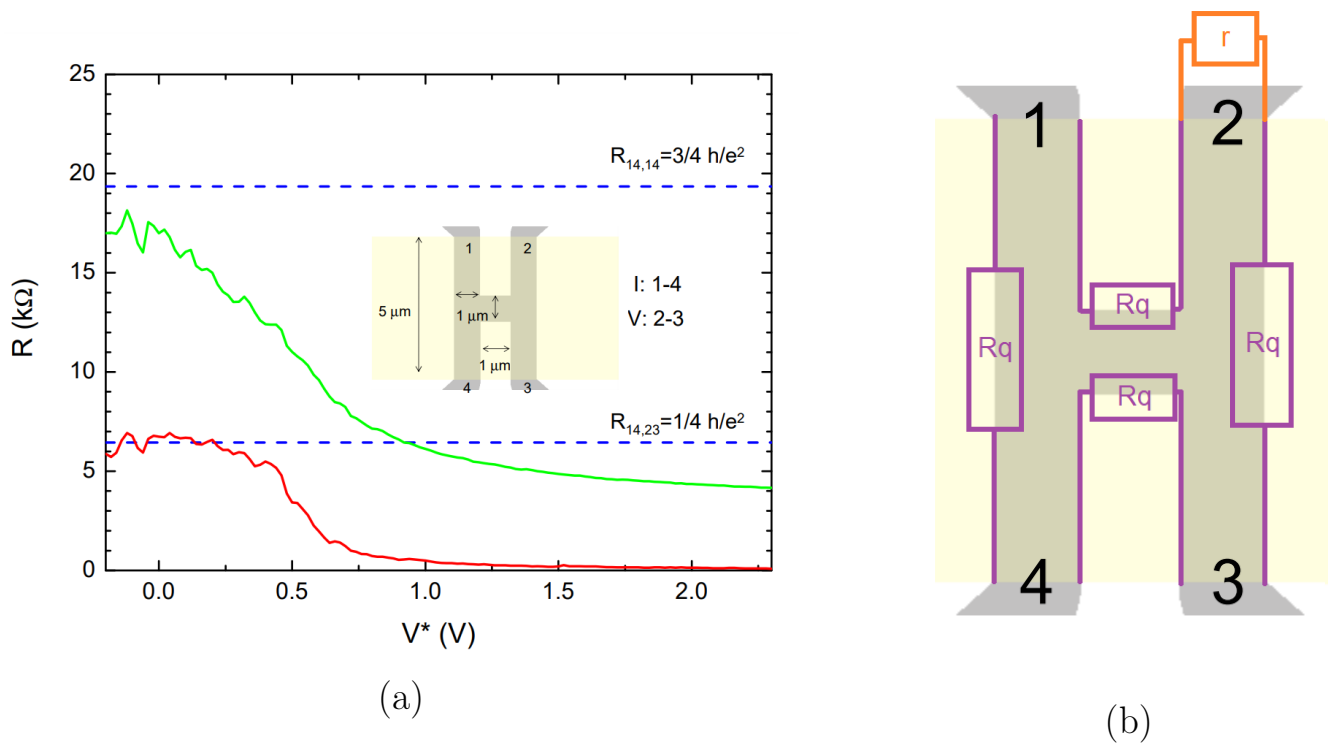 25
20
15
10
5
0
R (kΩ)
0.0 0.5 1.0 1.5 2.0
V* (V)
R₁₄,₁₄=3/4 h/e²
R₁₄,₂₃=1/4 h/e²
1 2
5 μm
1 μm
1 μm
4 3
I: 1-4
V: 2-3
(a)
r
1 2
Rq
Rq Rq
Rq
4 3
(b)